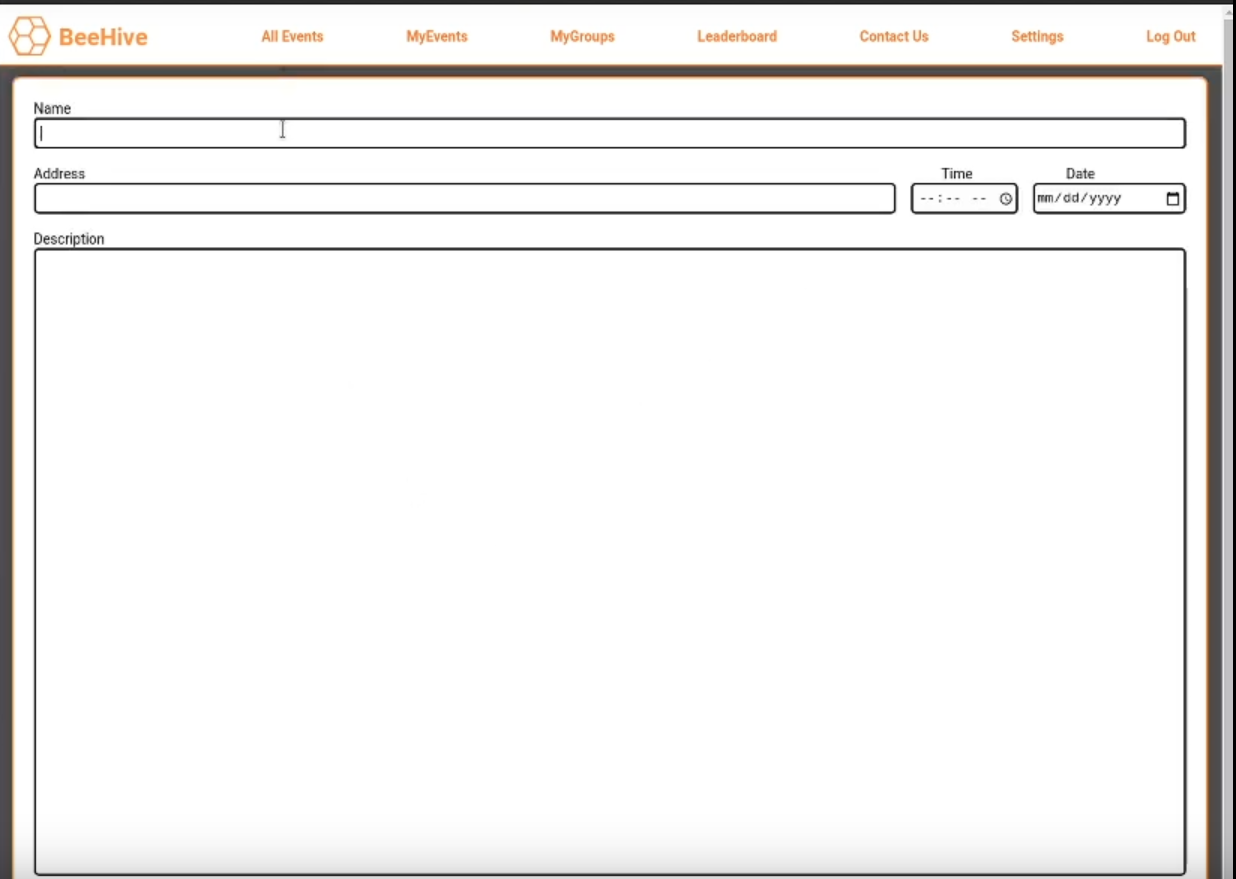 BeeHive All Events MyEvents MyGroups Leaderboard Contact Us Settings Log Out
Name
Address Time Date
--:-- -- mm/dd/yyyy
Description